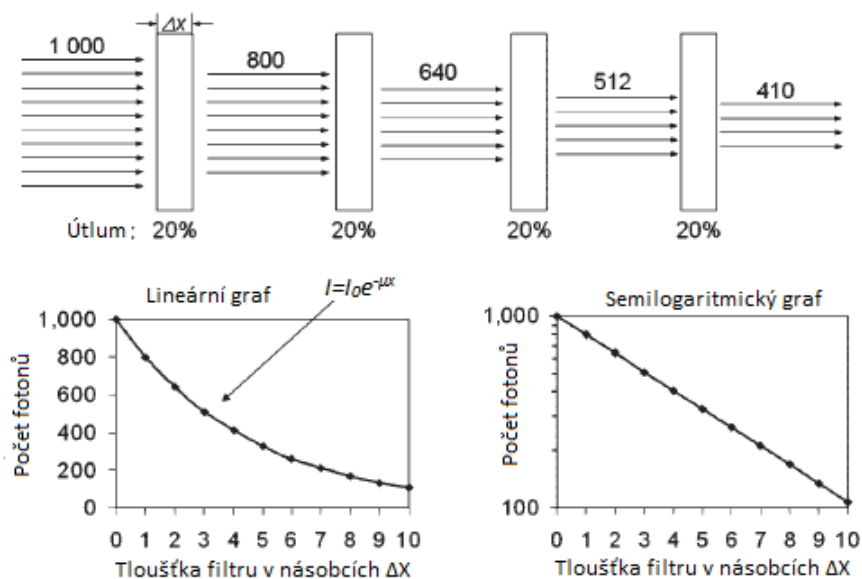 ΔX
1 000
800
640
512
410
Útlum: 20% 20% 20% 20%
Lineární graf
I=I₀e^-μx
1,000
800
600
400
200
0
Počet fotonů
0 1 2 3 4 5 6 7 8 9 10
Tloušťka filtru v násobcích ΔX
Semilogaritmický graf
1,000
100
Počet fotonů
0 1 2 3 4 5 6 7 8 9 10
Tloušťka filtru v násobcích ΔX